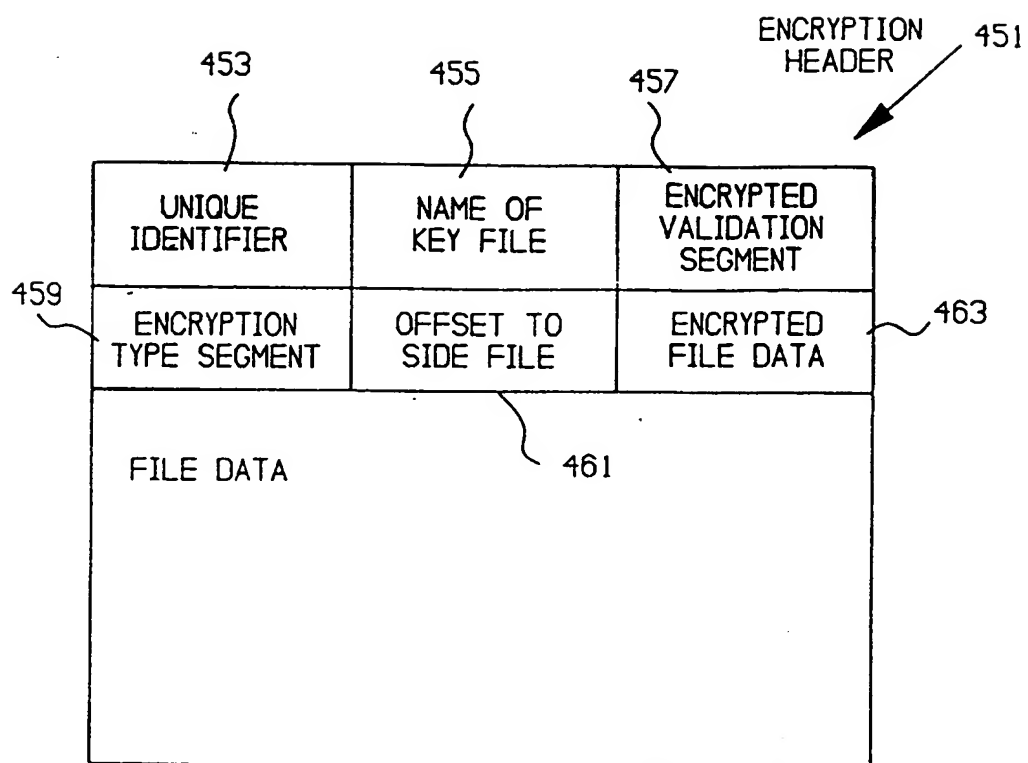 ENCRYPTION
HEADER
451
453
455
457
UNIQUE
IDENTIFIER
NAME OF
KEY FILE
ENCRYPTED
VALIDATION
SEGMENT
459
ENCRYPTION
TYPE SEGMENT
OFFSET TO
SIDE FILE
ENCRYPTED
FILE DATA
463
461
FILE DATA